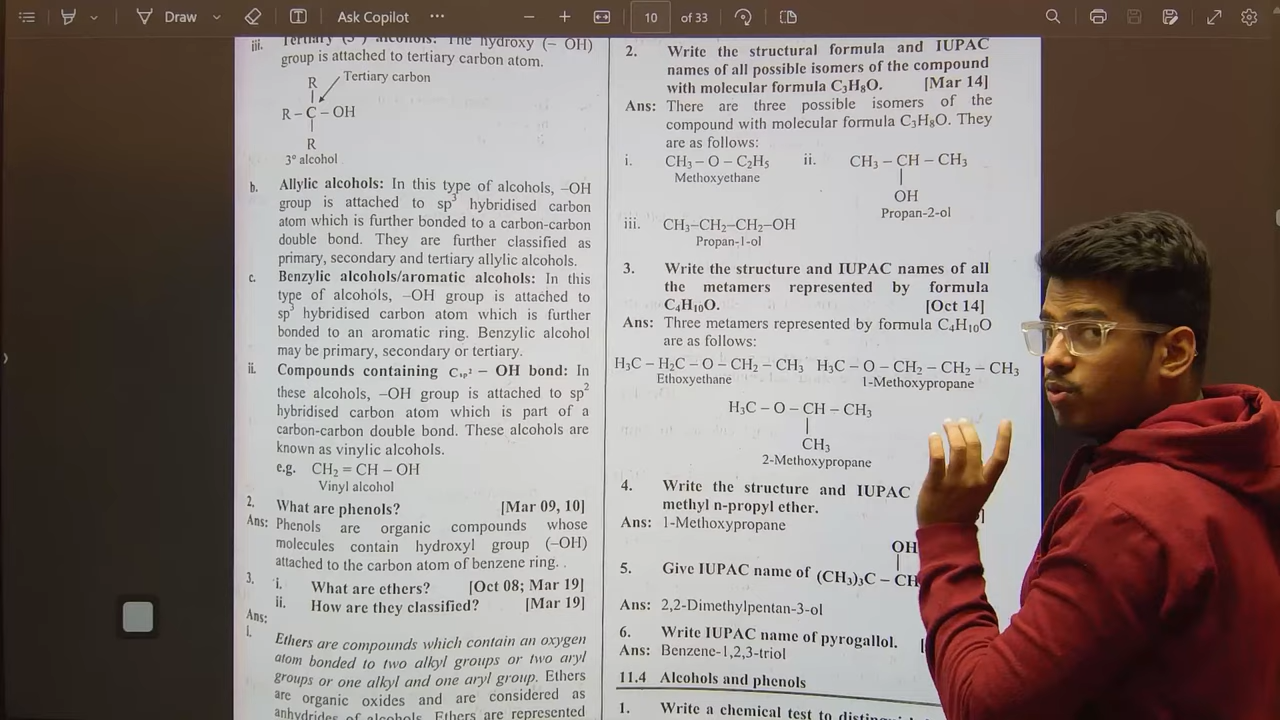 Draw
Ask Copilot
10 of 33
iii. Tertiary (3°) alcohols: The hydroxy (– OH)
group is attached to tertiary carbon atom.
R Tertiary carbon
R – C – OH
R
3° alcohol
b. Allylic alcohols: In this type of alcohols, –OH
group is attached to sp³ hybridised carbon
atom which is further bonded to a carbon-carbon
double bond. They are further classified as
primary, secondary and tertiary allylic alcohols.
c. Benzylic alcohols/aromatic alcohols: In this
type of alcohols, –OH group is attached to
sp³ hybridised carbon atom which is further
bonded to an aromatic ring. Benzylic alcohol
may be primary, secondary or tertiary.
ii. Compounds containing Csp² – OH bond: In
these alcohols, –OH group is attached to sp²
hybridised carbon atom which is part of a
carbon-carbon double bond. These alcohols are
known as vinylic alcohols.
e.g. CH₂ = CH – OH
Vinyl alcohol
2. What are phenols? [Mar 09, 10]
Ans: Phenols are organic compounds whose
molecules contain hydroxyl group (–OH)
attached to the carbon atom of benzene ring.
3. i. What are ethers? [Oct 08; Mar 19]
ii. How are they classified? [Mar 19]
Ans:
i. Ethers are compounds which contain an oxygen
atom bonded to two alkyl groups or two aryl
groups or one alkyl and one aryl group. Ethers
are organic oxides and are considered as
anhydrides of alcohols. Ethers are represented
2. Write the structural formula and IUPAC
names of all possible isomers of the compound
with molecular formula C₃H₈O. [Mar 14]
Ans: There are three possible isomers of the
compound with molecular formula C₃H₈O. They
are as follows:
i. CH₃ – O – C₂H₅ ii. CH₃ – CH – CH₃
Methoxyethane
OH
Propan-2-ol
iii. CH₃–CH₂–CH₂–OH
Propan-1-ol
3. Write the structure and IUPAC names of all
the metamers represented by formula
C₄H₁₀O. [Oct 14]
Ans: Three metamers represented by formula C₄H₁₀O
are as follows:
H₃C – H₂C – O – CH₂ – CH₃ H₃C – O – CH₂ – CH₂ – CH₃
Ethoxyethane 1-Methoxypropane
H₃C – O – CH – CH₃
CH₃
2-Methoxypropane
4. Write the structure and IUPAC
methyl n-propyl ether. ]
Ans: 1-Methoxypropane
OH
5. Give IUPAC name of (CH₃)₃C – CH
Ans: 2,2-Dimethylpentan-3-ol
6. Write IUPAC name of pyrogallol. [
Ans: Benzene-1,2,3-triol
11.4 Alcohols and phenols
1. Write a chemical test to